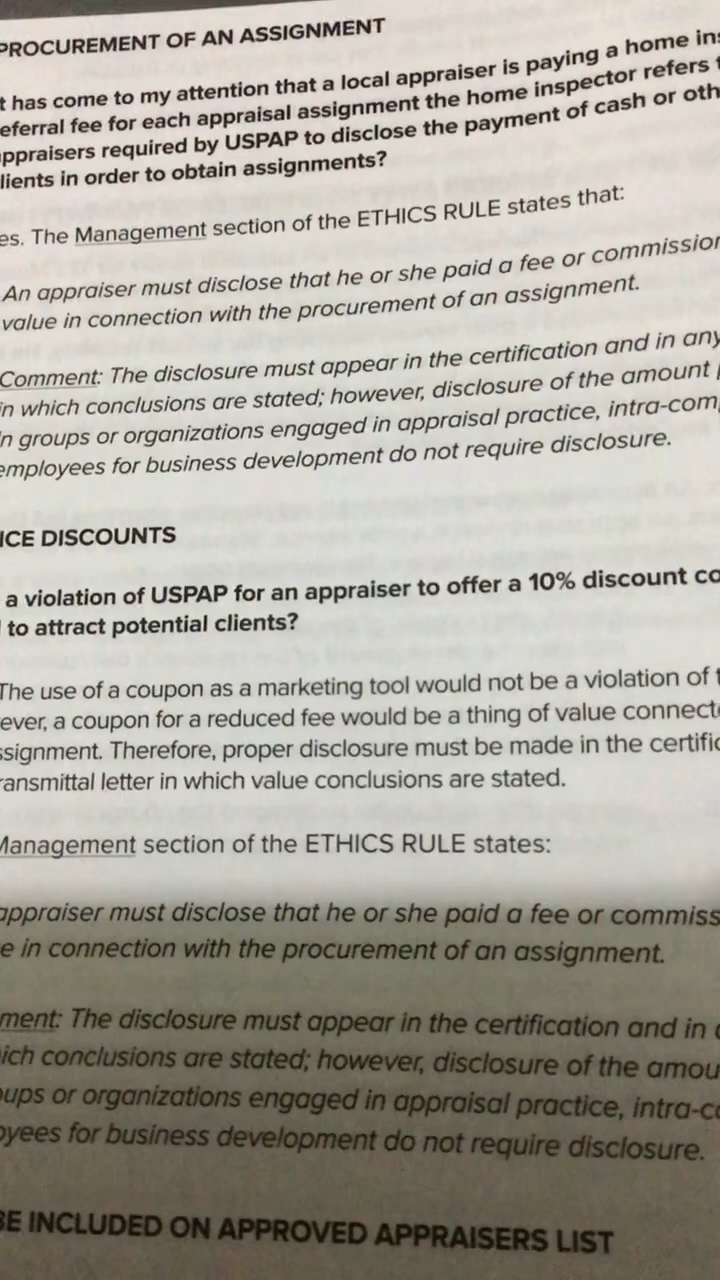 PROCUREMENT OF AN ASSIGNMENT
t has come to my attention that a local appraiser is paying a home ins
eferral fee for each appraisal assignment the home inspector refers t
appraisers required by USPAP to disclose the payment of cash or oth
lients in order to obtain assignments?
es. The Management section of the ETHICS RULE states that:
An appraiser must disclose that he or she paid a fee or commission
value in connection with the procurement of an assignment.
Comment: The disclosure must appear in the certification and in any
in which conclusions are stated; however, disclosure of the amount p
In groups or organizations engaged in appraisal practice, intra-comp
employees for business development do not require disclosure.
ICE DISCOUNTS
a violation of USPAP for an appraiser to offer a 10% discount co
to attract potential clients?
The use of a coupon as a marketing tool would not be a violation of t
ever, a coupon for a reduced fee would be a thing of value connecte
ssignment. Therefore, proper disclosure must be made in the certific
ransmittal letter in which value conclusions are stated.
Management section of the ETHICS RULE states:
appraiser must disclose that he or she paid a fee or commiss
e in connection with the procurement of an assignment.
ment: The disclosure must appear in the certification and in a
ich conclusions are stated; however, disclosure of the amou
oups or organizations engaged in appraisal practice, intra-co
oyees for business development do not require disclosure.
BE INCLUDED ON APPROVED APPRAISERS LIST